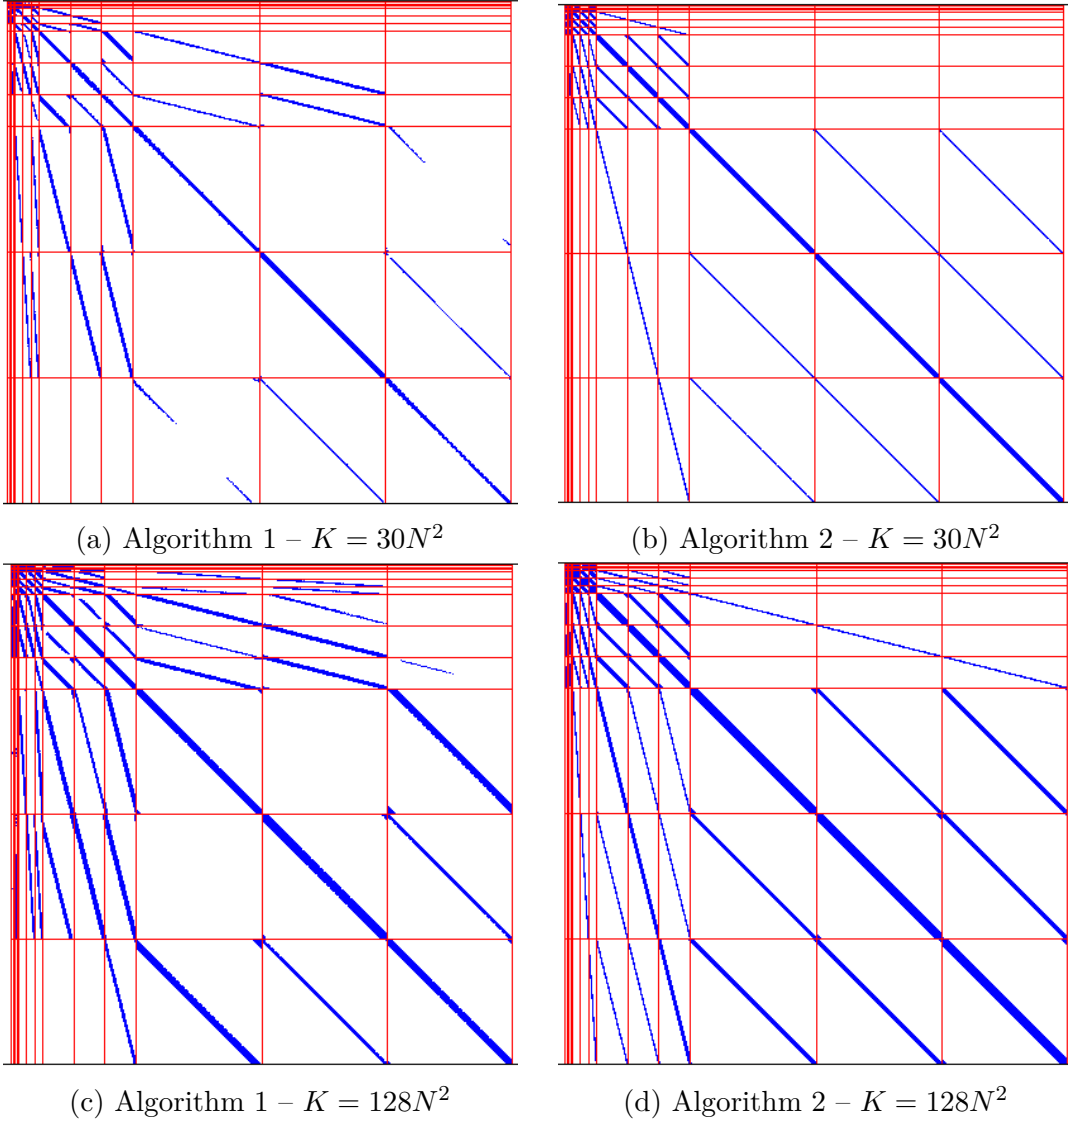 (a) Algorithm 1 – K = 30N²
(b) Algorithm 2 – K = 30N²
(c) Algorithm 1 – K = 128N²
(d) Algorithm 2 – K = 128N²